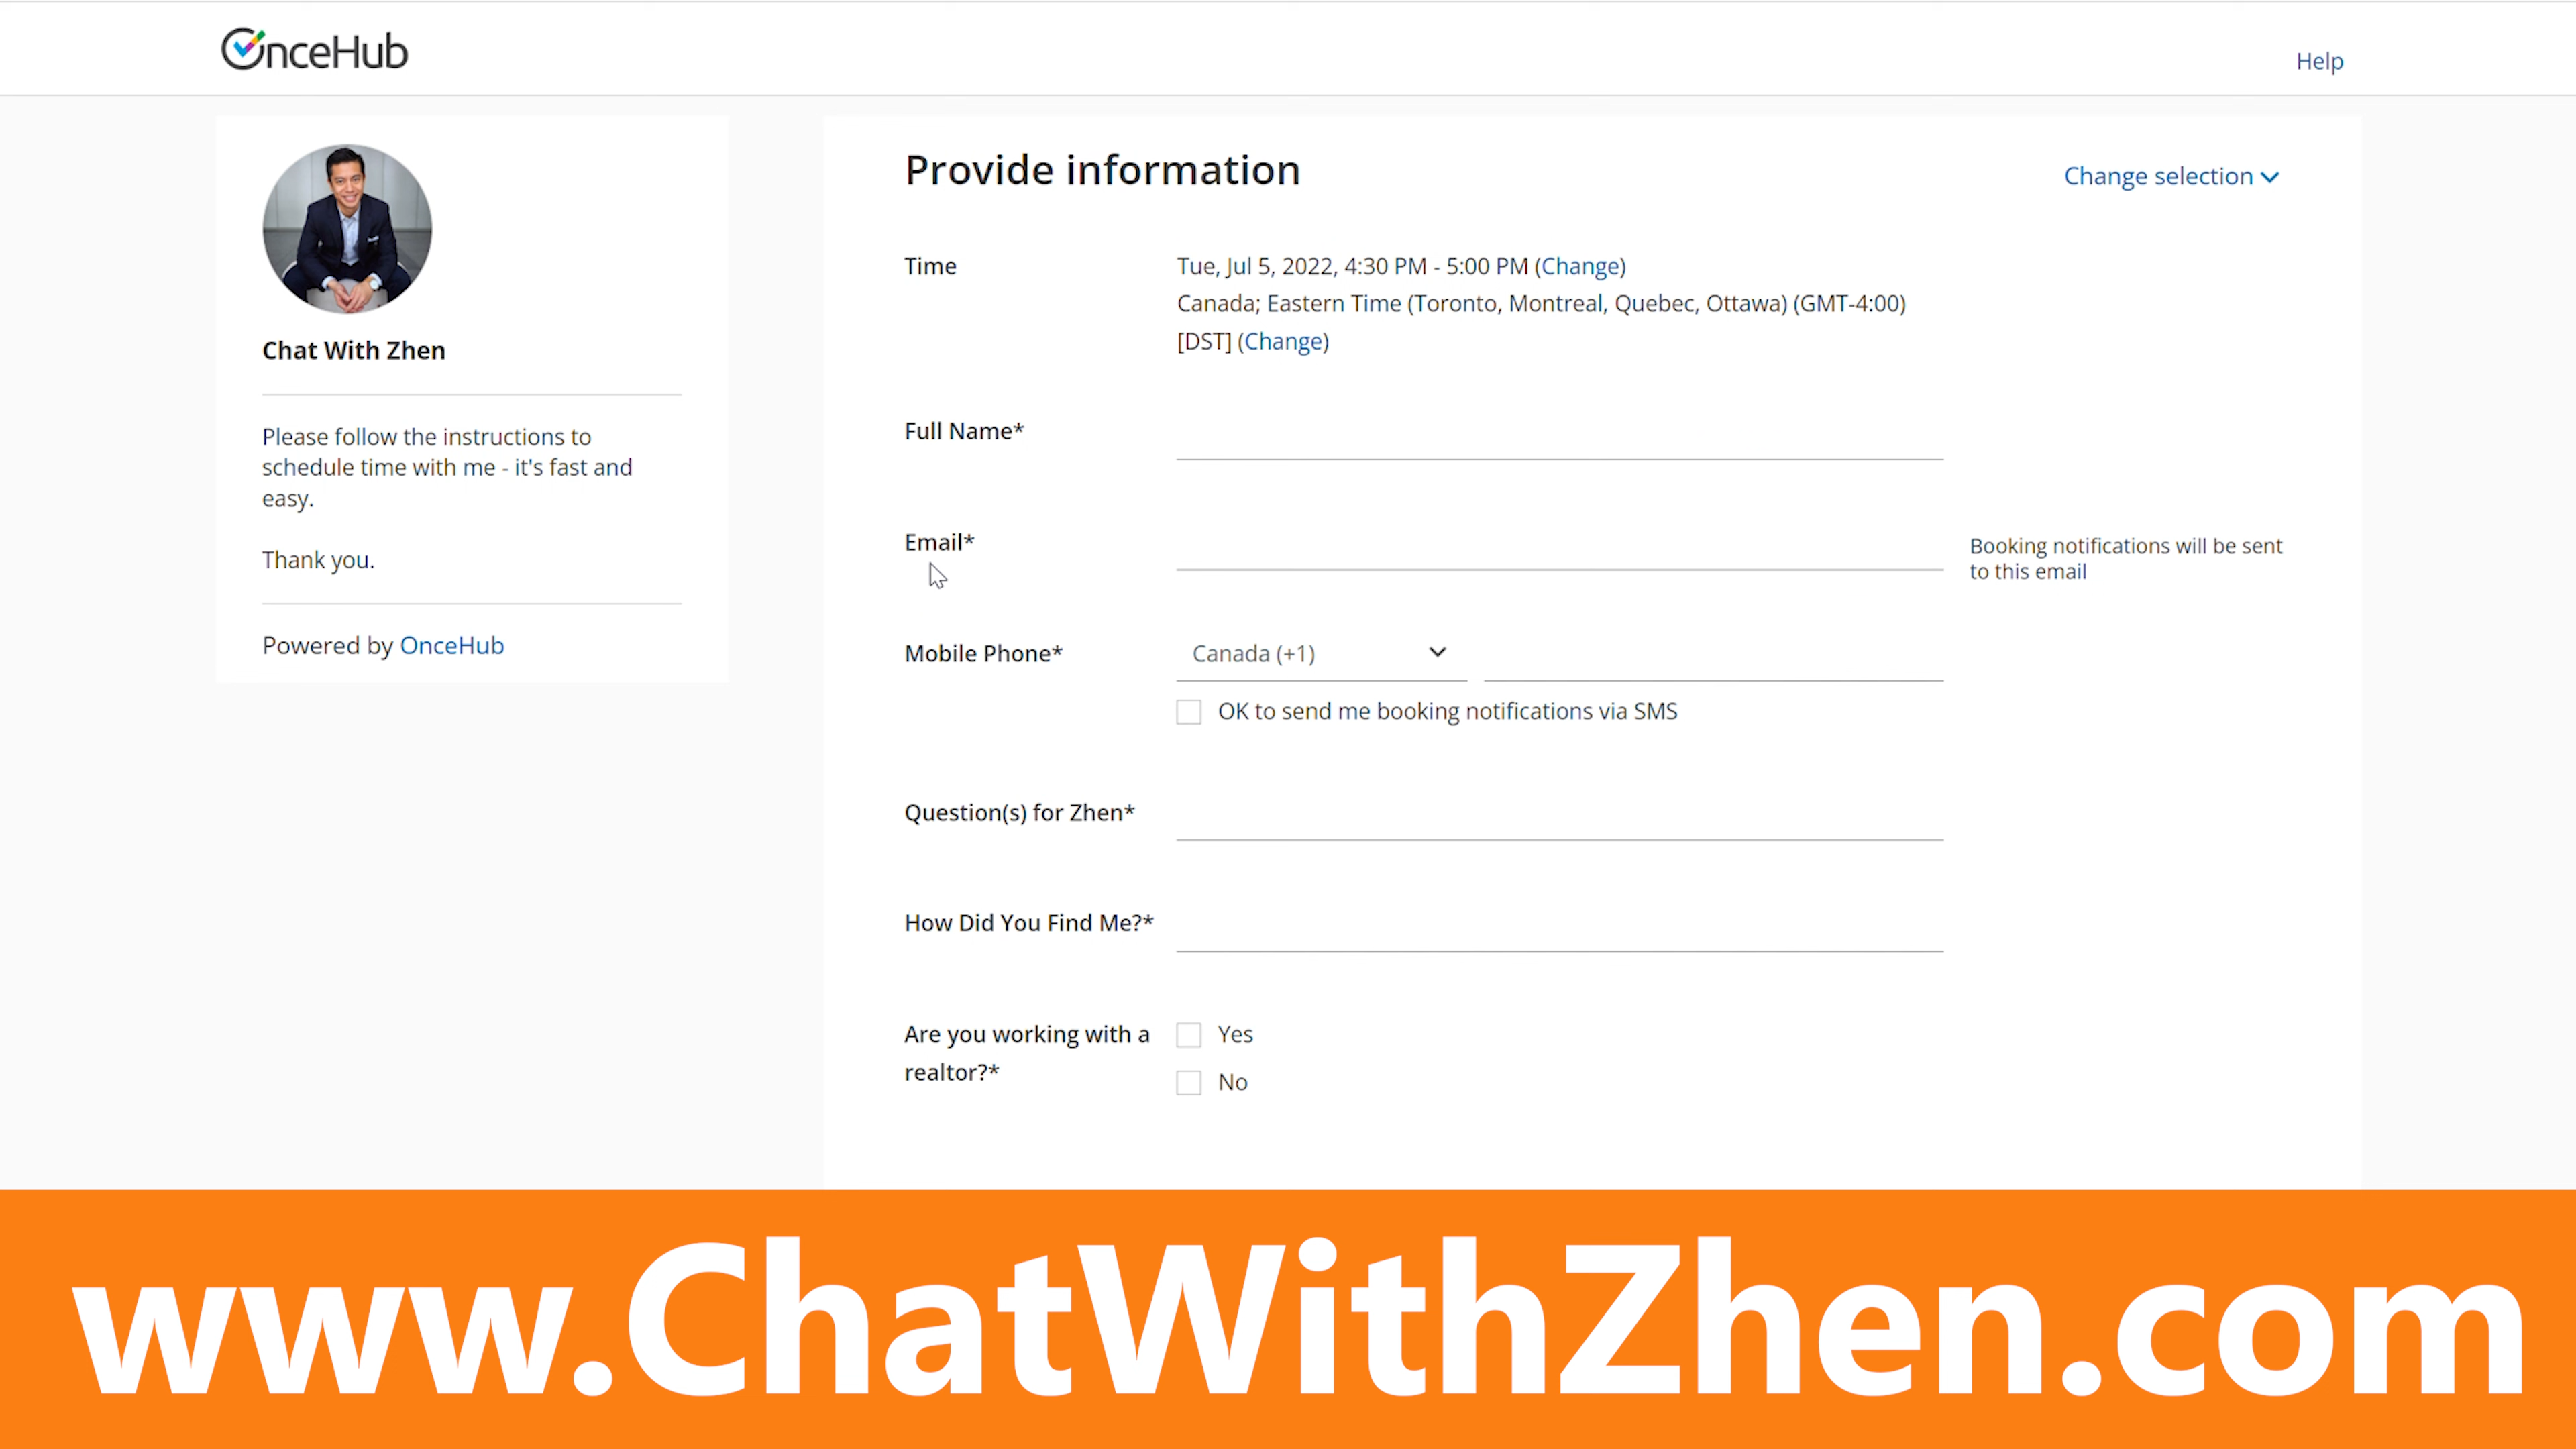 OnceHub
Help
Chat With Zhen
Please follow the instructions to
schedule time with me - it's fast and
easy.
Thank you.
Powered by OnceHub
Provide information
Change selection
Time
Tue, Jul 5, 2022, 4:30 PM - 5:00 PM (Change)
Canada; Eastern Time (Toronto, Montreal, Quebec, Ottawa) (GMT-4:00)
[DST] (Change)
Full Name*
Email*
Booking notifications will be sent
to this email
Mobile Phone*
Canada (+1)
OK to send me booking notifications via SMS
Question(s) for Zhen*
How Did You Find Me?*
Are you working with a
realtor?*
Yes
No
www.ChatWithZhen.com